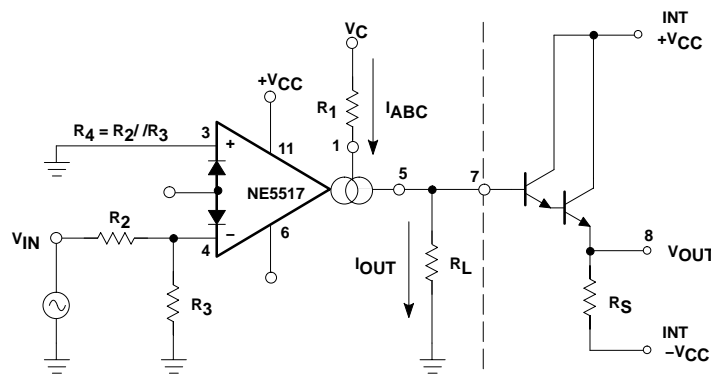 INT
+VCC
VC
+VCC
R1
IABC
R4 = R2/ /R3
3
+
11
1
5
7
NE5517
VIN
R2
4
−
6
8
VOUT
IOUT
RL
R3
RS
INT
−VCC